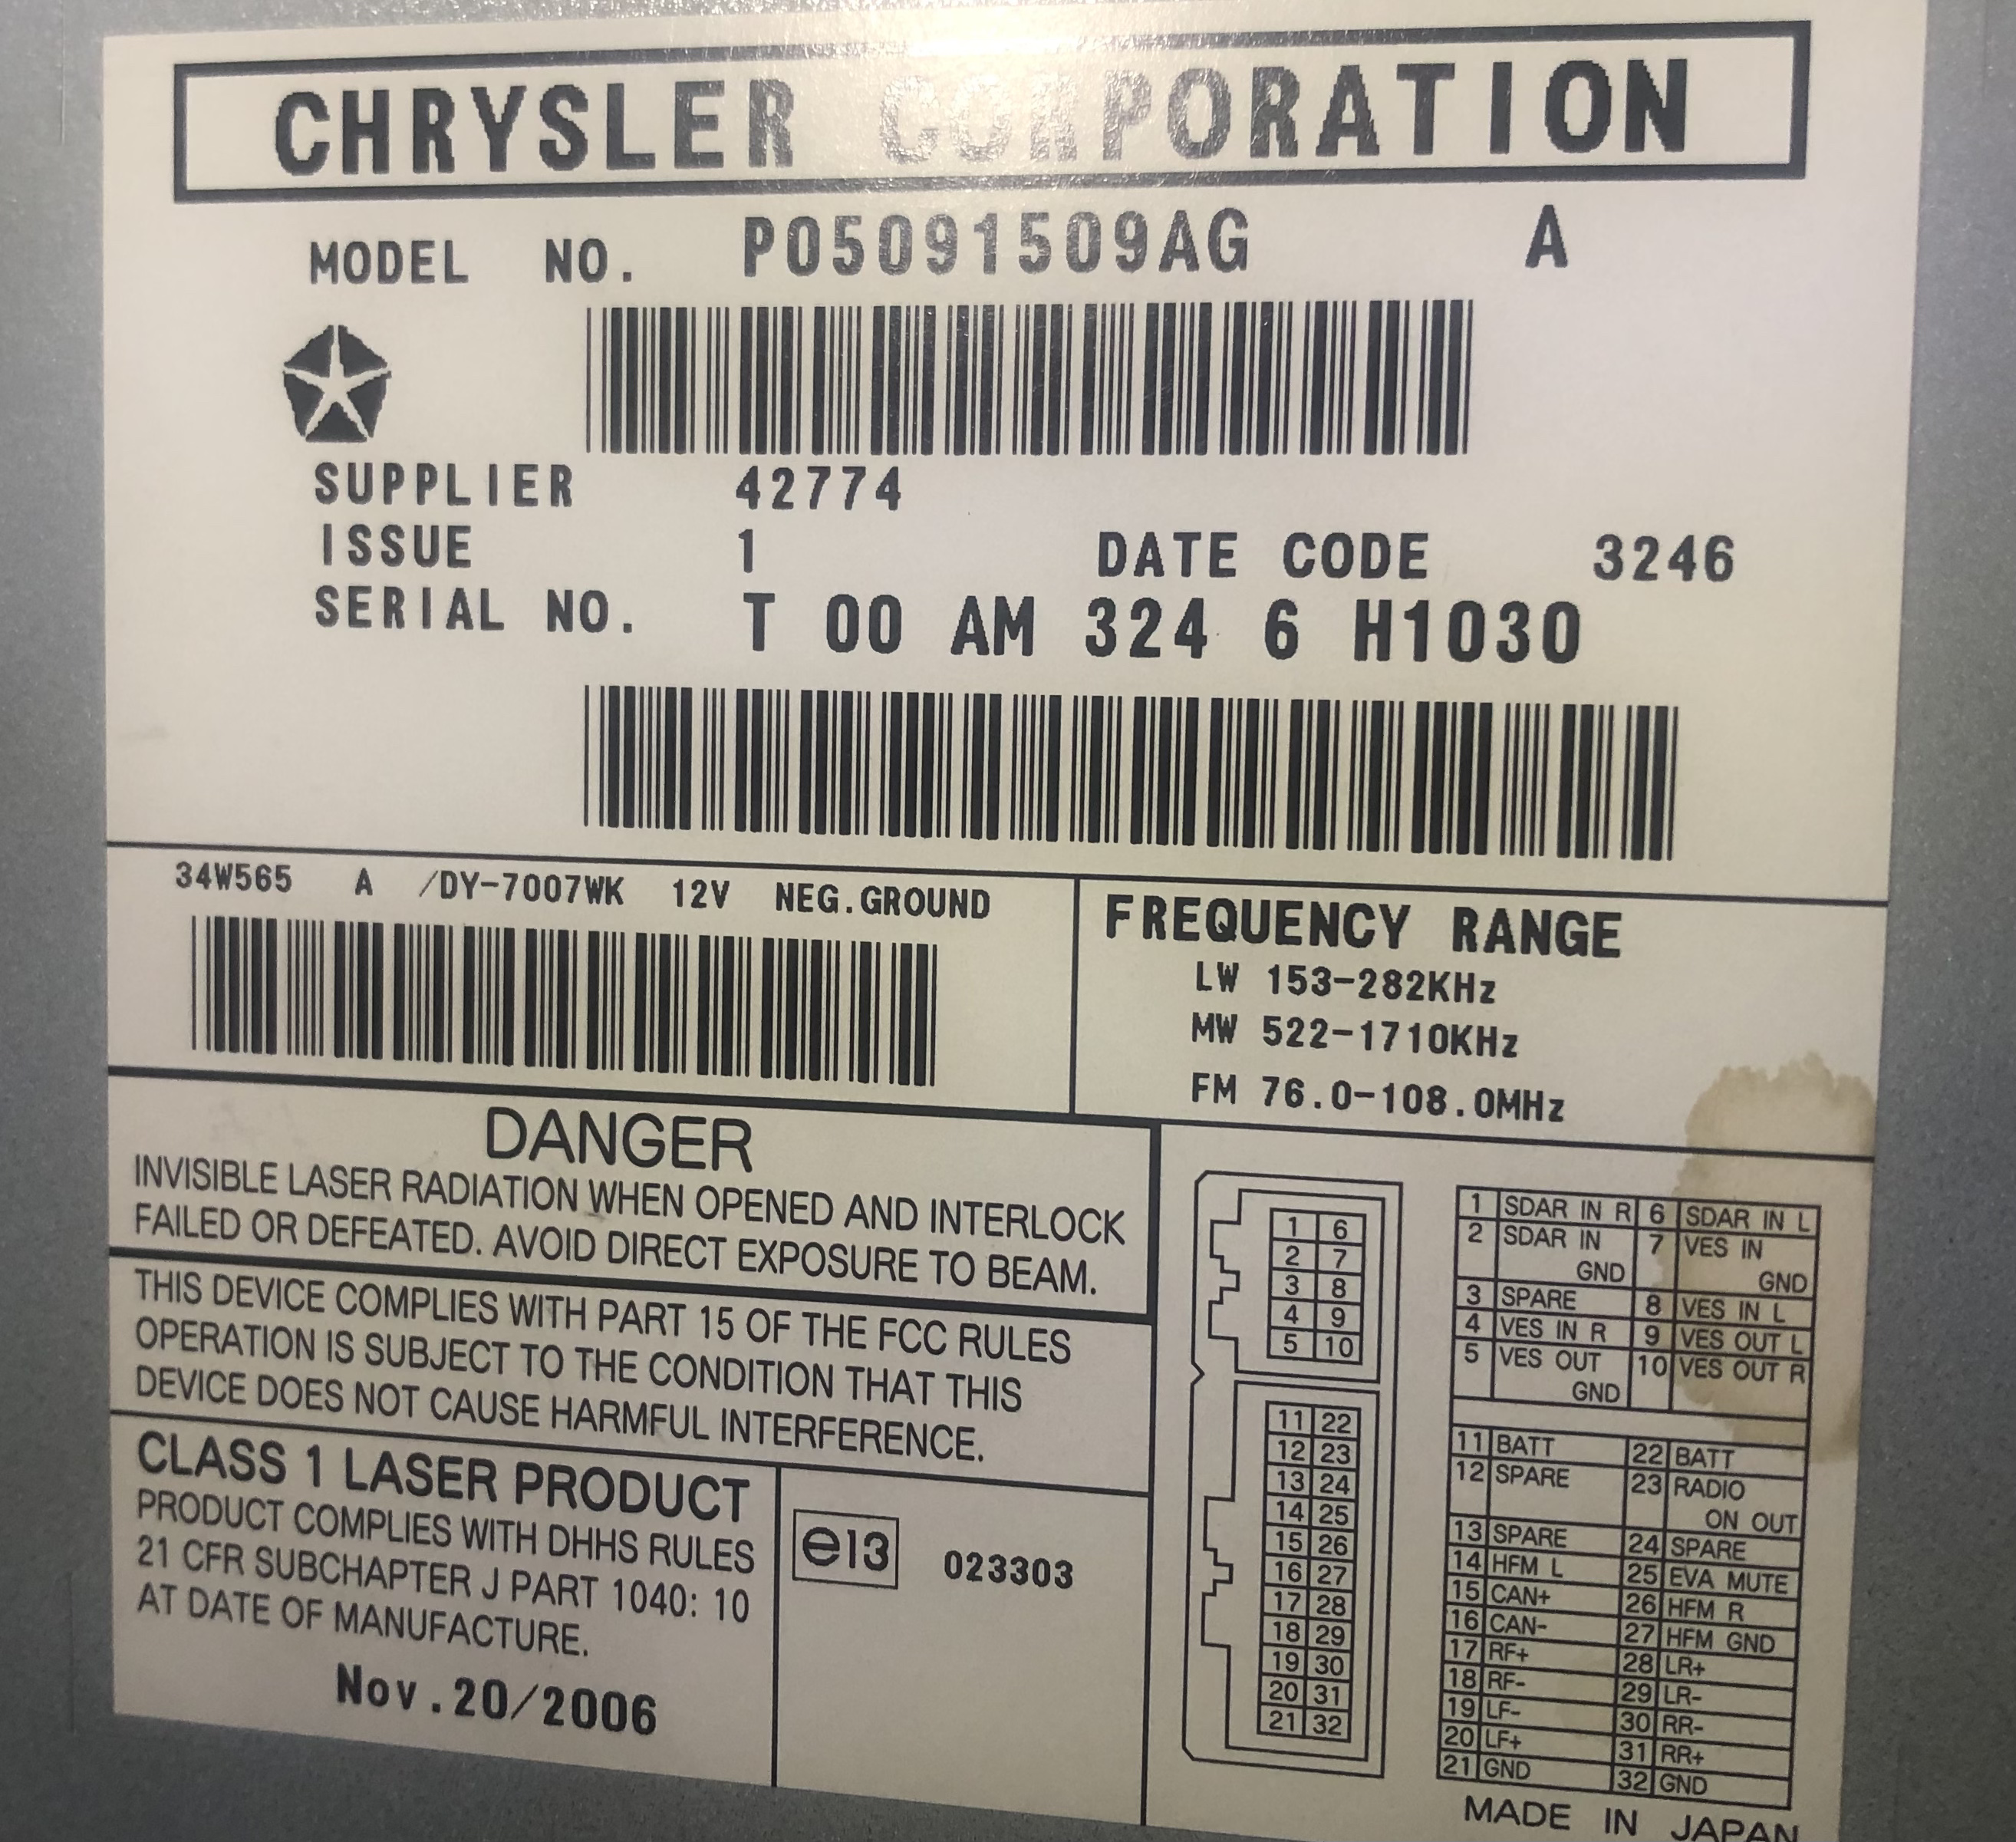 CHRYSLER CORPORATION
MODEL NO. P05091509AG A
SUPPLIER 42774
ISSUE 1 DATE CODE 3246
SERIAL NO. T 00 AM 324 6 H1030
34W565 A /DY-7007WK 12V NEG.GROUND
FREQUENCY RANGE
LW 153-282KHz
MW 522-1710KHz
FM 76.0-108.0MHz
DANGER
INVISIBLE LASER RADIATION WHEN OPENED AND INTERLOCK
FAILED OR DEFEATED. AVOID DIRECT EXPOSURE TO BEAM.
THIS DEVICE COMPLIES WITH PART 15 OF THE FCC RULES
OPERATION IS SUBJECT TO THE CONDITION THAT THIS
DEVICE DOES NOT CAUSE HARMFUL INTERFERENCE.
CLASS 1 LASER PRODUCT
PRODUCT COMPLIES WITH DHHS RULES
21 CFR SUBCHAPTER J PART 1040: 10
AT DATE OF MANUFACTURE.
Nov.20/2006
e13 023303
1 6
2 7
3 8
4 9
5 10
11 22
12 23
13 24
14 25
15 26
16 27
17 28
18 29
19 30
20 31
21 32
1 SDAR IN R 6 SDAR IN L
2 SDAR IN 7 VES IN
GND GND
3 SPARE 8 VES IN L
4 VES IN R 9 VES OUT L
5 VES OUT 10 VES OUT R
GND
11 BATT 22 BATT
12 SPARE 23 RADIO
ON OUT
13 SPARE 24 SPARE
14 HFM L 25 EVA MUTE
15 CAN+ 26 HFM R
16 CAN- 27 HFM GND
17 RF+ 28 LR+
18 RF- 29 LR-
19 LF- 30 RR-
20 LF+ 31 RR+
21 GND 32 GND
MADE IN JAPAN